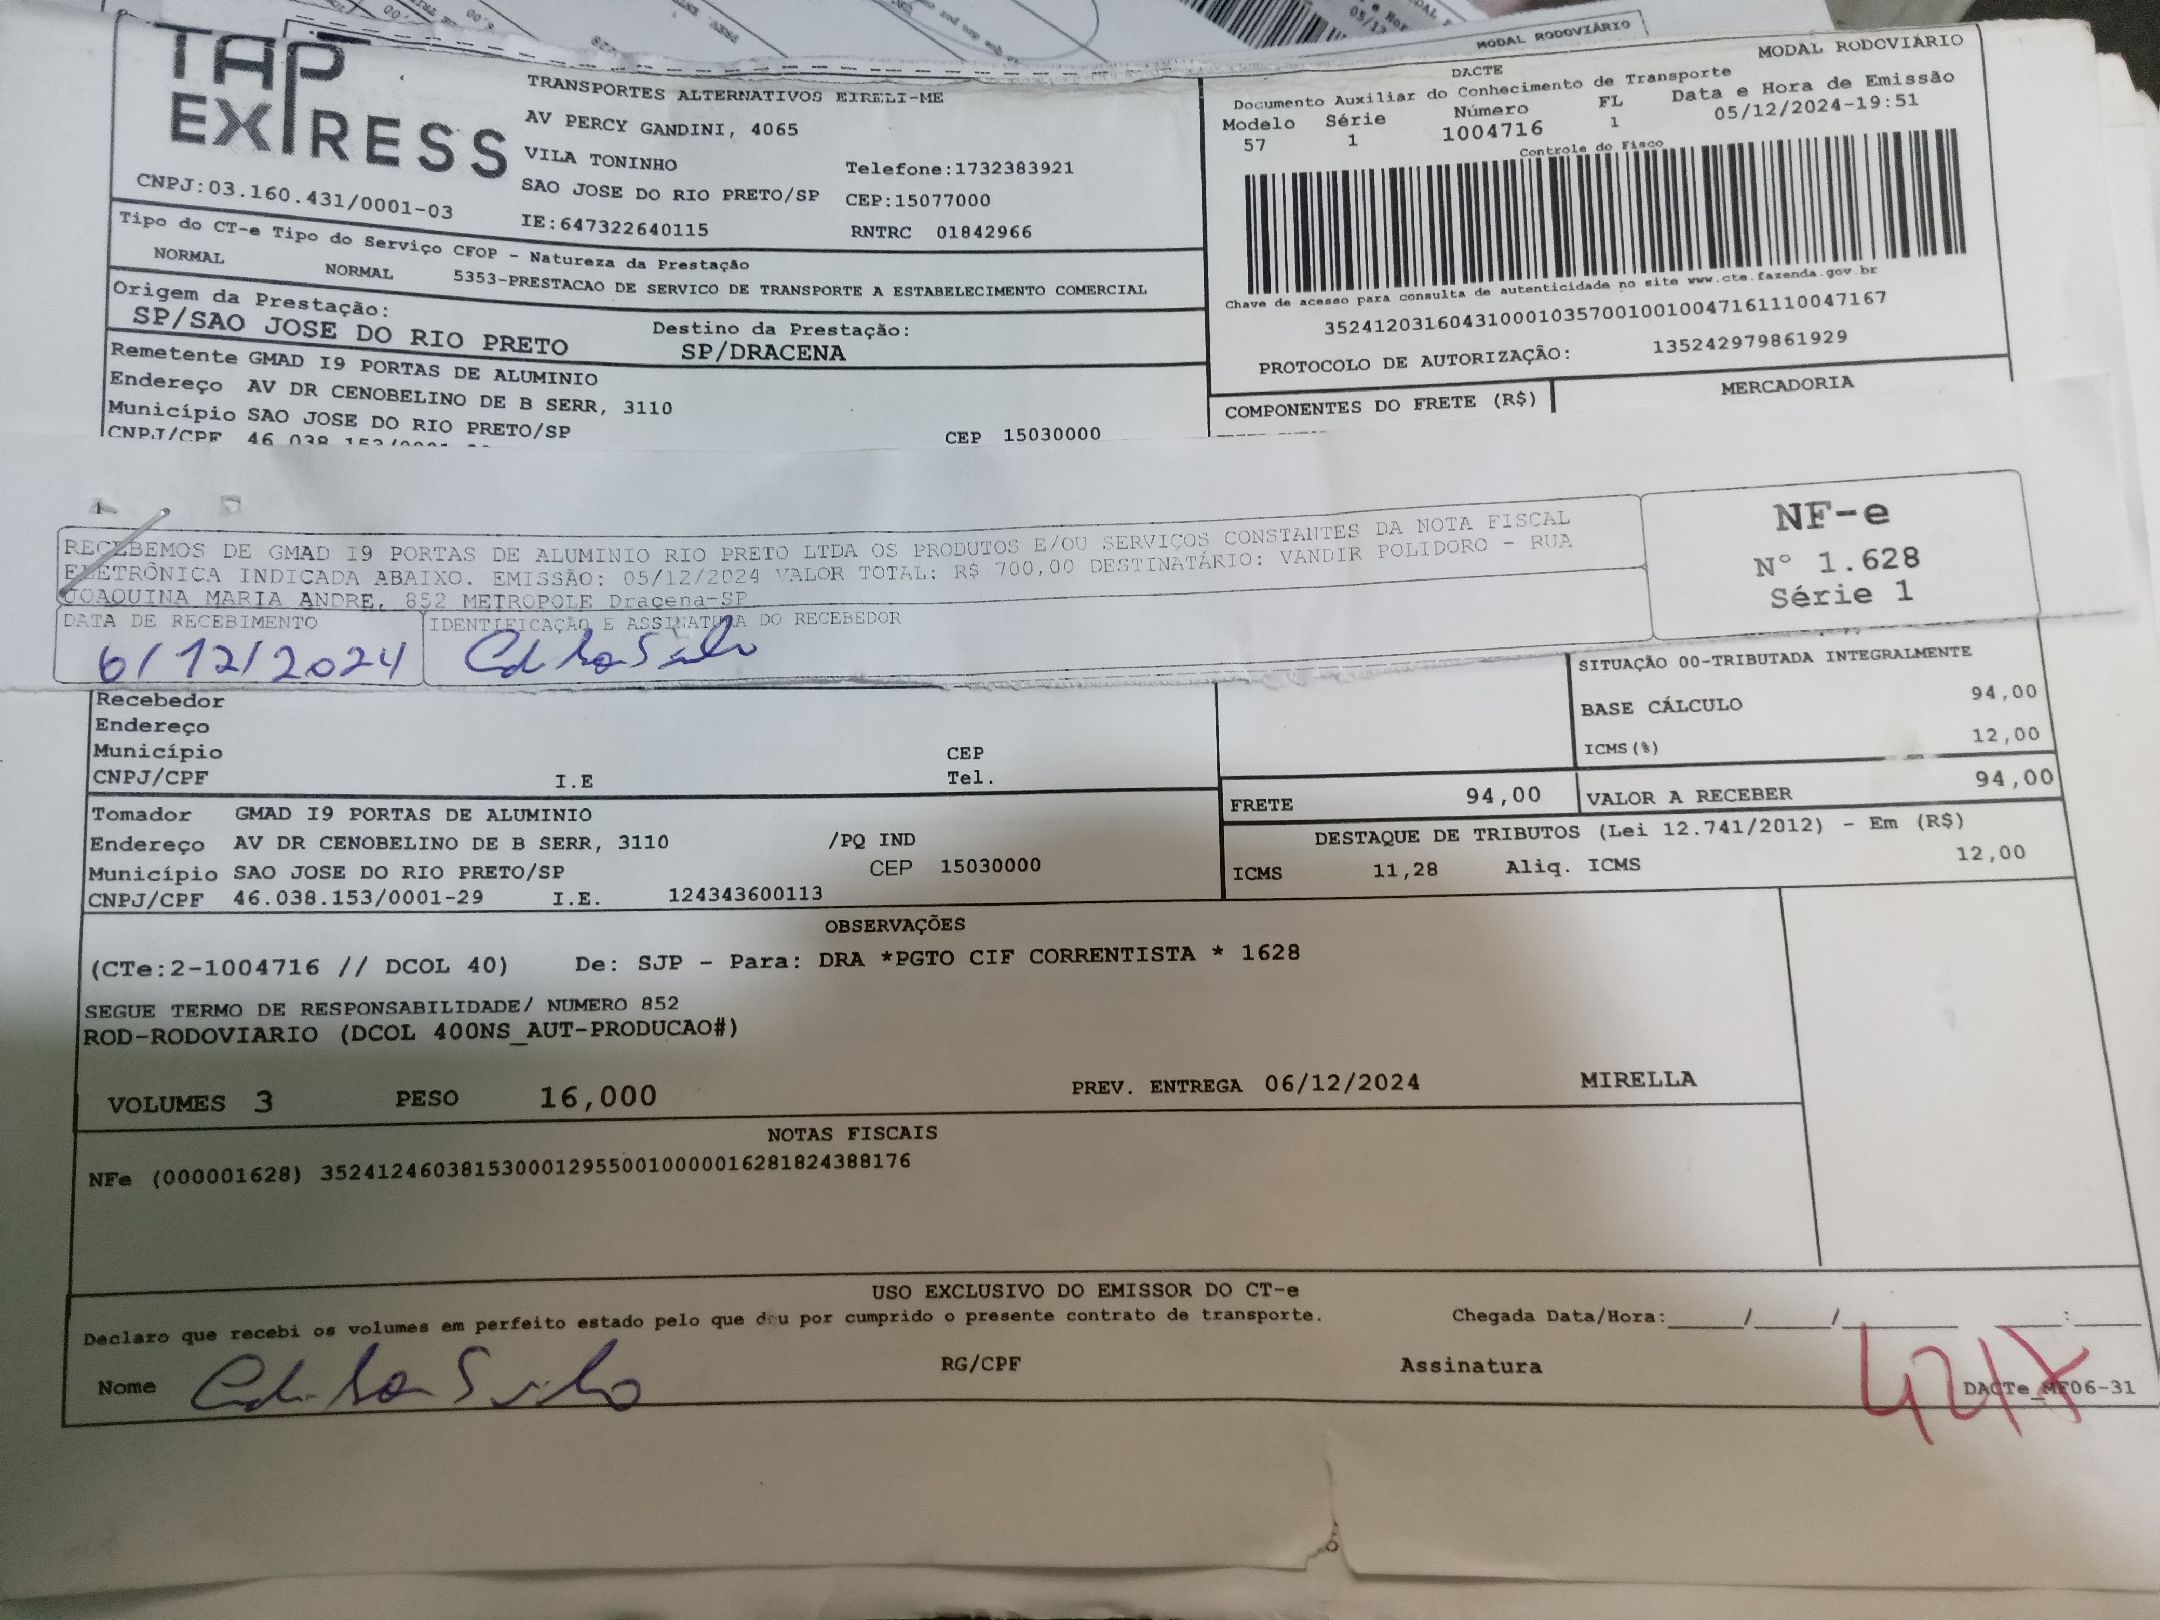 MODAL RODOVIÁRIO
MODAL RODOVIÁRIO
TAP
EXPRESS
TRANSPORTES ALTERNATIVOS EIRELI-ME
AV PERCY GANDINI, 4065
VILA TONINHO
Telefone:1732383921
SAO JOSE DO RIO PRETO/SP CEP:15077000
CNPJ:03.160.431/0001-03
IE:647322640115 RNTRC 01842966
DACTE
Documento Auxiliar do Conhecimento de Transporte
Modelo Série Número FL Data e Hora de Emissão
57 1 1004716 1 05/12/2024-19:51
Controle do Fisco
Chave de acesso para consulta de autenticidade no site www.cte.fazenda.gov.br
35241203160431000103570010010047161110047167
PROTOCOLO DE AUTORIZAÇÃO: 135242979861929
Tipo do CT-e Tipo do Serviço CFOP - Natureza da Prestação
NORMAL NORMAL 5353-PRESTACAO DE SERVICO DE TRANSPORTE A ESTABELECIMENTO COMERCIAL
Origem da Prestação: Destino da Prestação:
SP/SAO JOSE DO RIO PRETO SP/DRACENA
Remetente GMAD I9 PORTAS DE ALUMINIO
Endereço AV DR CENOBELINO DE B SERR, 3110
Município SAO JOSE DO RIO PRETO/SP CEP 15030000
CNPJ/CPF 46.038.153/0001
COMPONENTES DO FRETE (R$) MERCADORIA
RECEBEMOS DE GMAD I9 PORTAS DE ALUMINIO RIO PRETO LTDA OS PRODUTOS E/OU SERVIÇOS CONSTANTES DA NOTA FISCAL
ELETRÔNICA INDICADA ABAIXO. EMISSÃO: 05/12/2024 VALOR TOTAL: R$ 700,00 DESTINATÁRIO: VANDIR POLIDORO - RUA
JOAQUINA MARIA ANDRE, 852 METROPOLE Dracena-SP
DATA DE RECEBIMENTO IDENTIFICAÇÃO E ASSINATURA DO RECEBEDOR
6/12/2024
NF-e
Nº 1.628
Série 1
SITUAÇÃO 00-TRIBUTADA INTEGRALMENTE
BASE CÁLCULO 94,00
ICMS(%) 12,00
Recebedor
Endereço
Município CEP
CNPJ/CPF I.E Tel.
FRETE 94,00 VALOR A RECEBER 94,00
DESTAQUE DE TRIBUTOS (Lei 12.741/2012) - Em (R$)
ICMS 11,28 Aliq. ICMS 12,00
Tomador GMAD I9 PORTAS DE ALUMINIO
Endereço AV DR CENOBELINO DE B SERR, 3110 /PQ IND
Município SAO JOSE DO RIO PRETO/SP CEP 15030000
CNPJ/CPF 46.038.153/0001-29 I.E. 124343600113
OBSERVAÇÕES
(CTe:2-1004716 // DCOL 40) De: SJP - Para: DRA *PGTO CIF CORRENTISTA * 1628
SEGUE TERMO DE RESPONSABILIDADE/ NUMERO 852
ROD-RODOVIARIO (DCOL 400NS_AUT-PRODUCAO#)
VOLUMES 3 PESO 16,000 PREV. ENTREGA 06/12/2024 MIRELLA
NOTAS FISCAIS
NFe (000001628) 35241246038153000129550010000016281824388176
USO EXCLUSIVO DO EMISSOR DO CT-e
Declaro que recebi os volumes em perfeito estado pelo que dou por cumprido o presente contrato de transporte. Chegada Data/Hora:_____/_____/_________ _____:_____
Nome RG/CPF Assinatura
DACTe_MF06-31